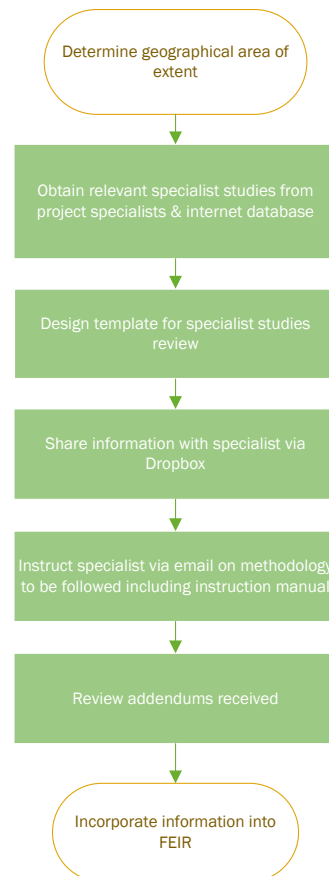 Determine geographical area of
extent
Obtain relevant specialist studies from
project specialists & internet database
Design template for specialist studies
review
Share information with specialist via
Dropbox
Instruct specialist via email on methodology
to be followed including instruction manual
Review addendums received
Incorporate information into
FEIR